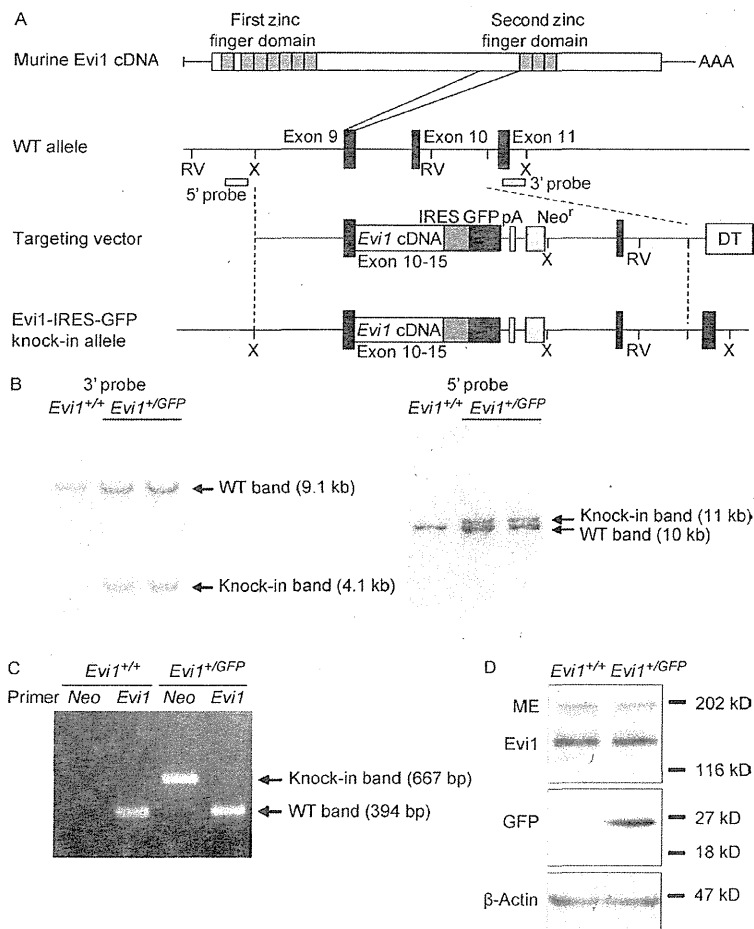 A
First zinc
finger domain
Second zinc
finger domain
Murine Evi1 cDNA
AAA
WT allele
Exon 9
Exon 10
Exon 11
RV
X
RV
X
5' probe
3' probe
IRES GFP pA Neoʳ
Targeting vector
Evi1 cDNA
DT
Exon 10-15
X
RV
Evi1-IRES-GFP
knock-in allele
Evi1 cDNA
X
Exon 10-15
X
RV
X
B
3' probe
Evi1+/+ Evi1+/GFP
WT band (9.1 kb)
Knock-in band (4.1 kb)
5' probe
Evi1+/+ Evi1+/GFP
Knock-in band (11 kb)
WT band (10 kb)
C
Evi1+/+ Evi1+/GFP
Primer Neo Evi1 Neo Evi1
Knock-in band (667 bp)
WT band (394 bp)
D
Evi1+/+ Evi1+/GFP
ME
202 kD
Evi1
116 kD
GFP
27 kD
18 kD
β-Actin
47 kD